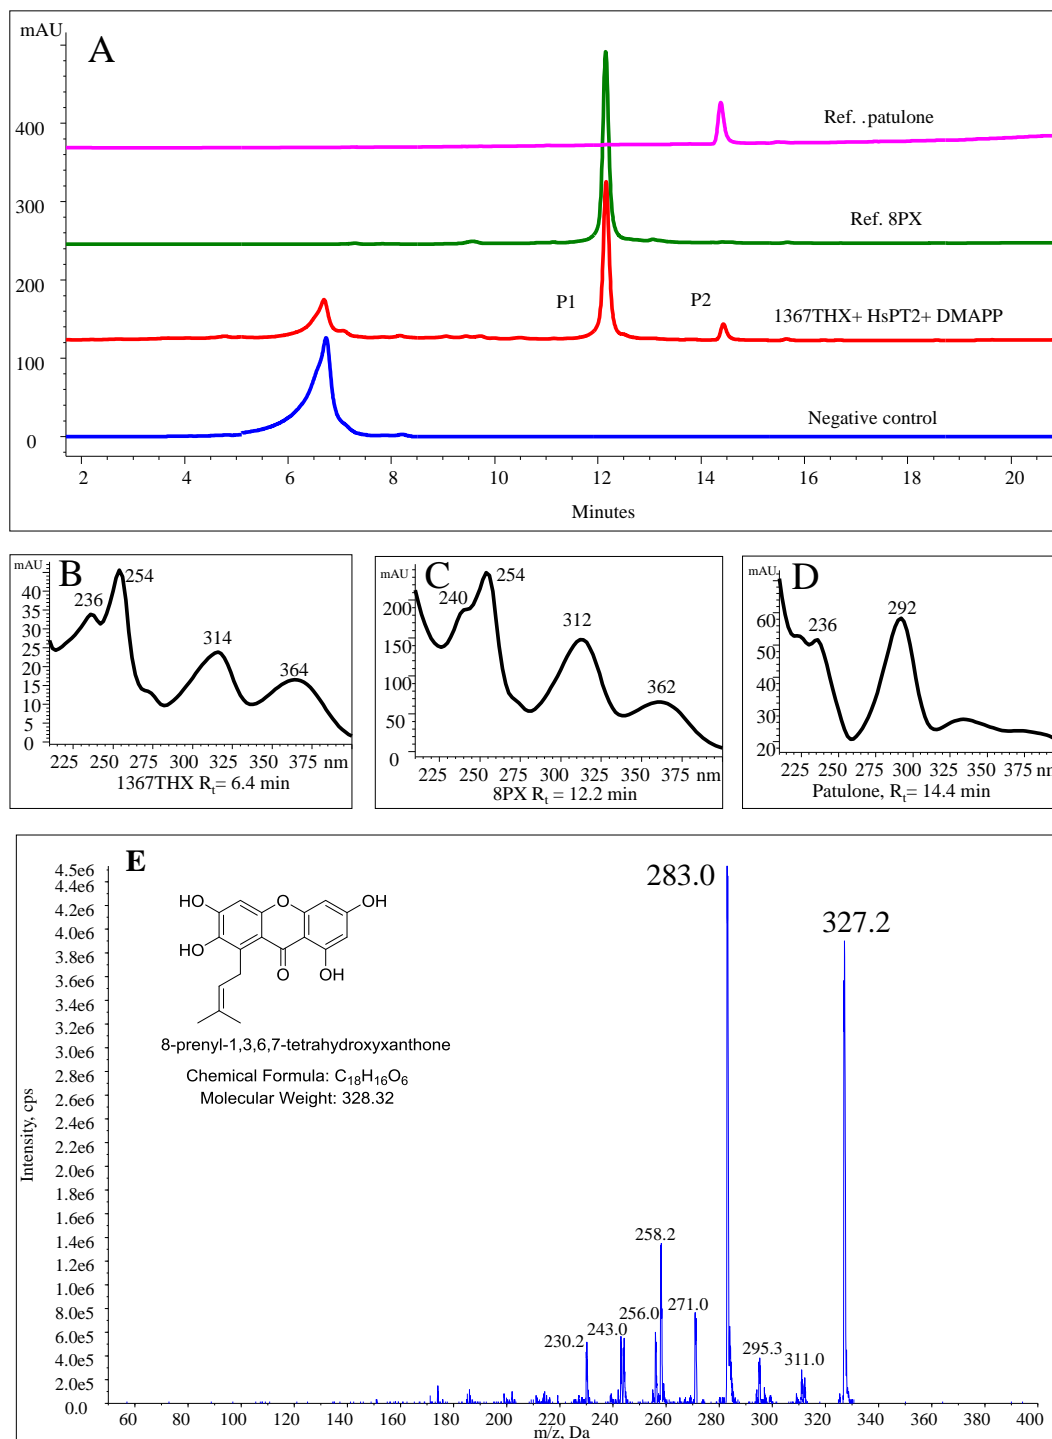 mAU
A
400
300
200
100
0
Ref. .patulone
Ref. 8PX
P1
P2
1367THX+ HsPT2+ DMAPP
Negative control
2 4 6 8 10 12 14 16 18 20
Minutes
B
mAU
40
35
30
25
20
15
10
5
0
236
254
314
364
225 250 275 300 325 350 nm
1367THX Rt= 6.4 min
C
mAU
200
150
100
50
0
240
254
312
362
225 250 275 300 325 350 375 nm
8PX Rt = 12.2 min
D
mAU
60
50
40
30
20
236
292
225 250 275 300 325 350 375 nm
Patulone, Rt= 14.4 min
E
4.5e6
4.4e6
4.2e6
4.0e6
3.8e6
3.6e6
3.4e6
3.2e6
3.0e6
2.8e6
2.6e6
2.4e6
2.2e6
2.0e6
1.8e6
1.6e6
1.4e6
1.2e6
1.0e6
8.0e5
6.0e5
4.0e5
2.0e5
0.0
Intensity, cps
HO
O
OH
HO
O
OH
8-prenyl-1,3,6,7-tetrahydroxyxanthone
Chemical Formula: C18H16O6
Molecular Weight: 328.32
283.0
327.2
258.2
271.0
256.0
243.0
230.2
295.3
311.0
60 80 100 120 140 160 180 200 220 240 260 280 300 320 340 360 380 400
m/z, Da